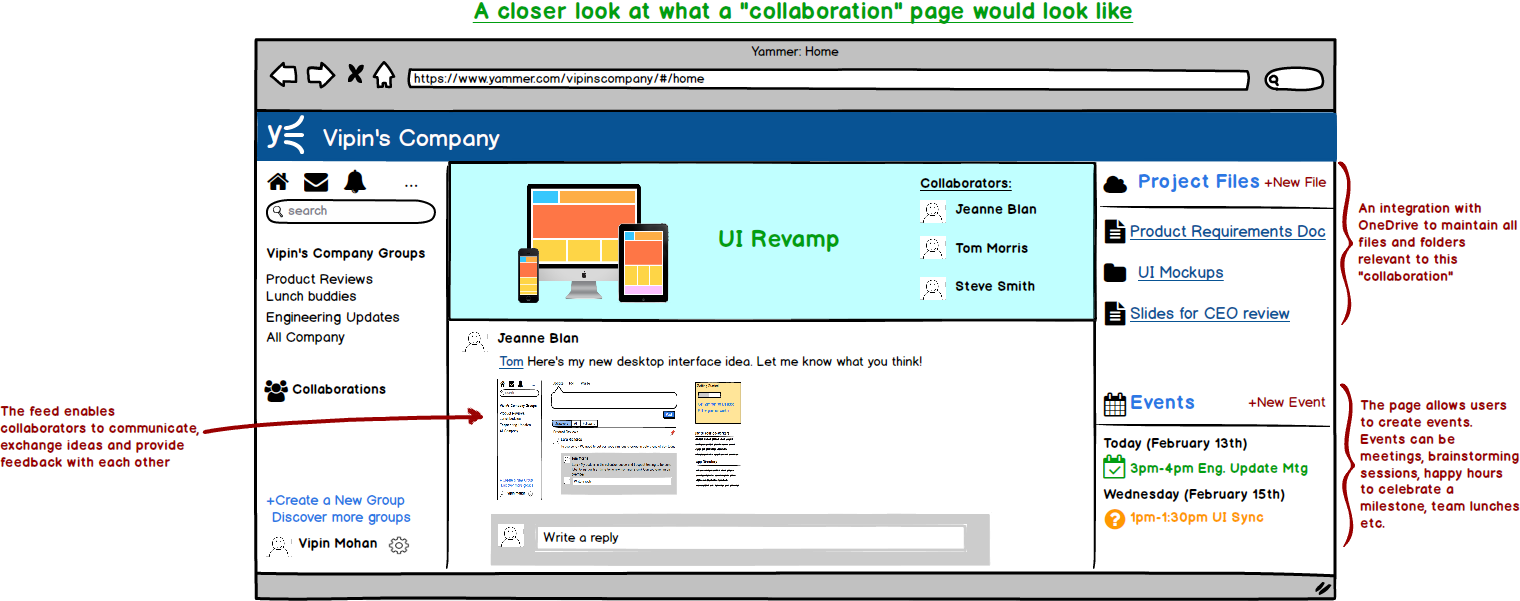 A closer look at what a "collaboration" page would look like
Yammer: Home
https://www.yammer.com/vipinscompany/#/home
Vipin's Company
...
search
Vipin's Company Groups
Product Reviews
Lunch buddies
Engineering Updates
All Company
Collaborations
+Create a New Group
Discover more groups
Vipin Mohan
The feed enables
collaborators to communicate,
exchange ideas and provide
feedback with each other
UI Revamp
Collaborators:
Jeanne Blan
Tom Morris
Steve Smith
Jeanne Blan
Tom Here's my new desktop interface idea. Let me know what you think!
Write a reply
Project Files +New File
Product Requirements Doc
UI Mockups
Slides for CEO review
Events +New Event
Today (February 13th)
3pm-4pm Eng. Update Mtg
Wednesday (February 15th)
1pm-1:30pm UI Sync
An integration with
OneDrive to maintain all
files and folders
relevant to this
"collaboration"
The page allows users
to create events.
Events can be
meetings, brainstorming
sessions, happy hours
to celebrate a
milestone, team lunches
etc.